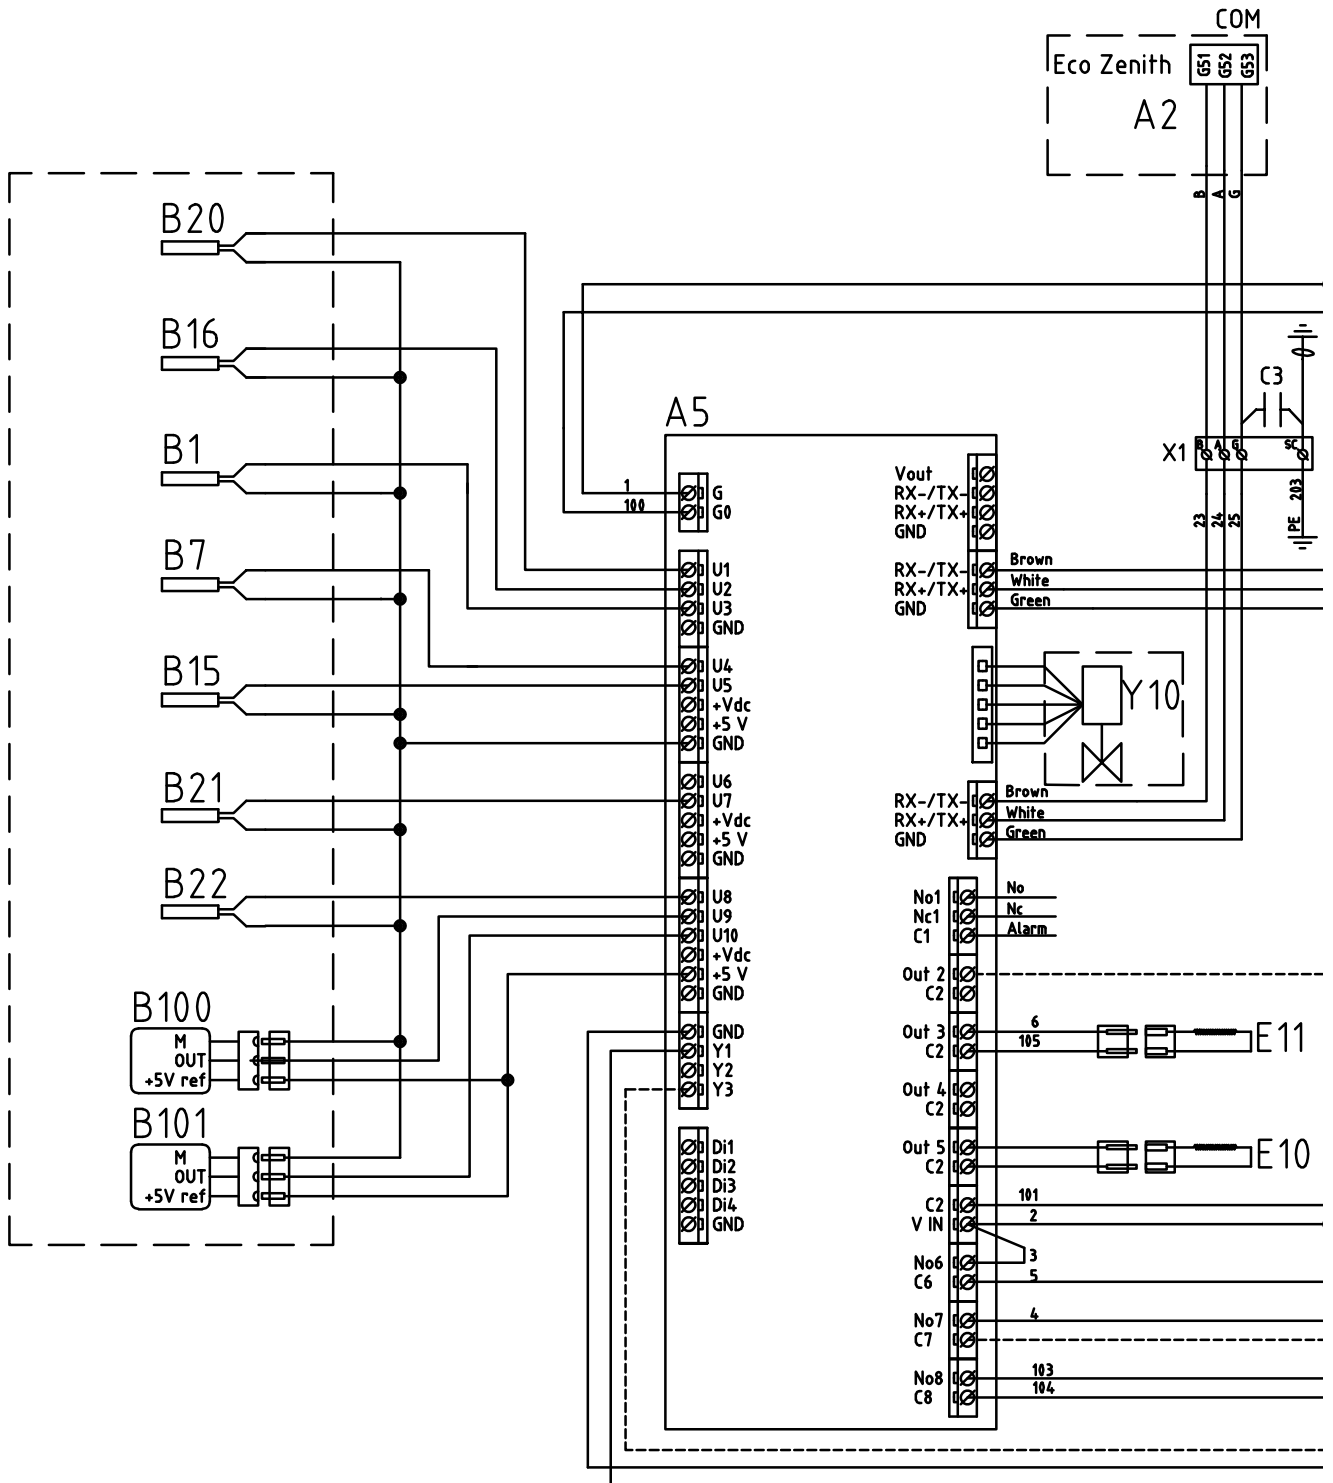 COM
Eco Zenith
G51
G52
G53
A2
B
A
G
B20
B16
B1
B7
B15
B21
B22
B100
M
OUT
+5V ref
B101
M
OUT
+5V ref
A5
1
100
G
G0
U1
U2
U3
GND
U4
U5
+Vdc
+5 V
GND
U6
U7
+Vdc
+5 V
GND
U8
U9
U10
+Vdc
+5 V
GND
GND
Y1
Y2
Y3
Di1
Di2
Di3
Di4
GND
Vout
RX-/TX-
RX+/TX+
GND
RX-/TX-
RX+/TX+
GND
Brown
White
Green
Y10
RX-/TX-
RX+/TX+
GND
Brown
White
Green
No1
Nc1
C1
No
Nc
Alarm
Out 2
C2
Out 3
C2
6
105
E11
Out 4
C2
Out 5
C2
E10
C2
V IN
101
2
No6
C6
3
5
No7
C7
4
No8
C8
103
104
C3
X1
B
A
G
SC
23
24
25
PE
203